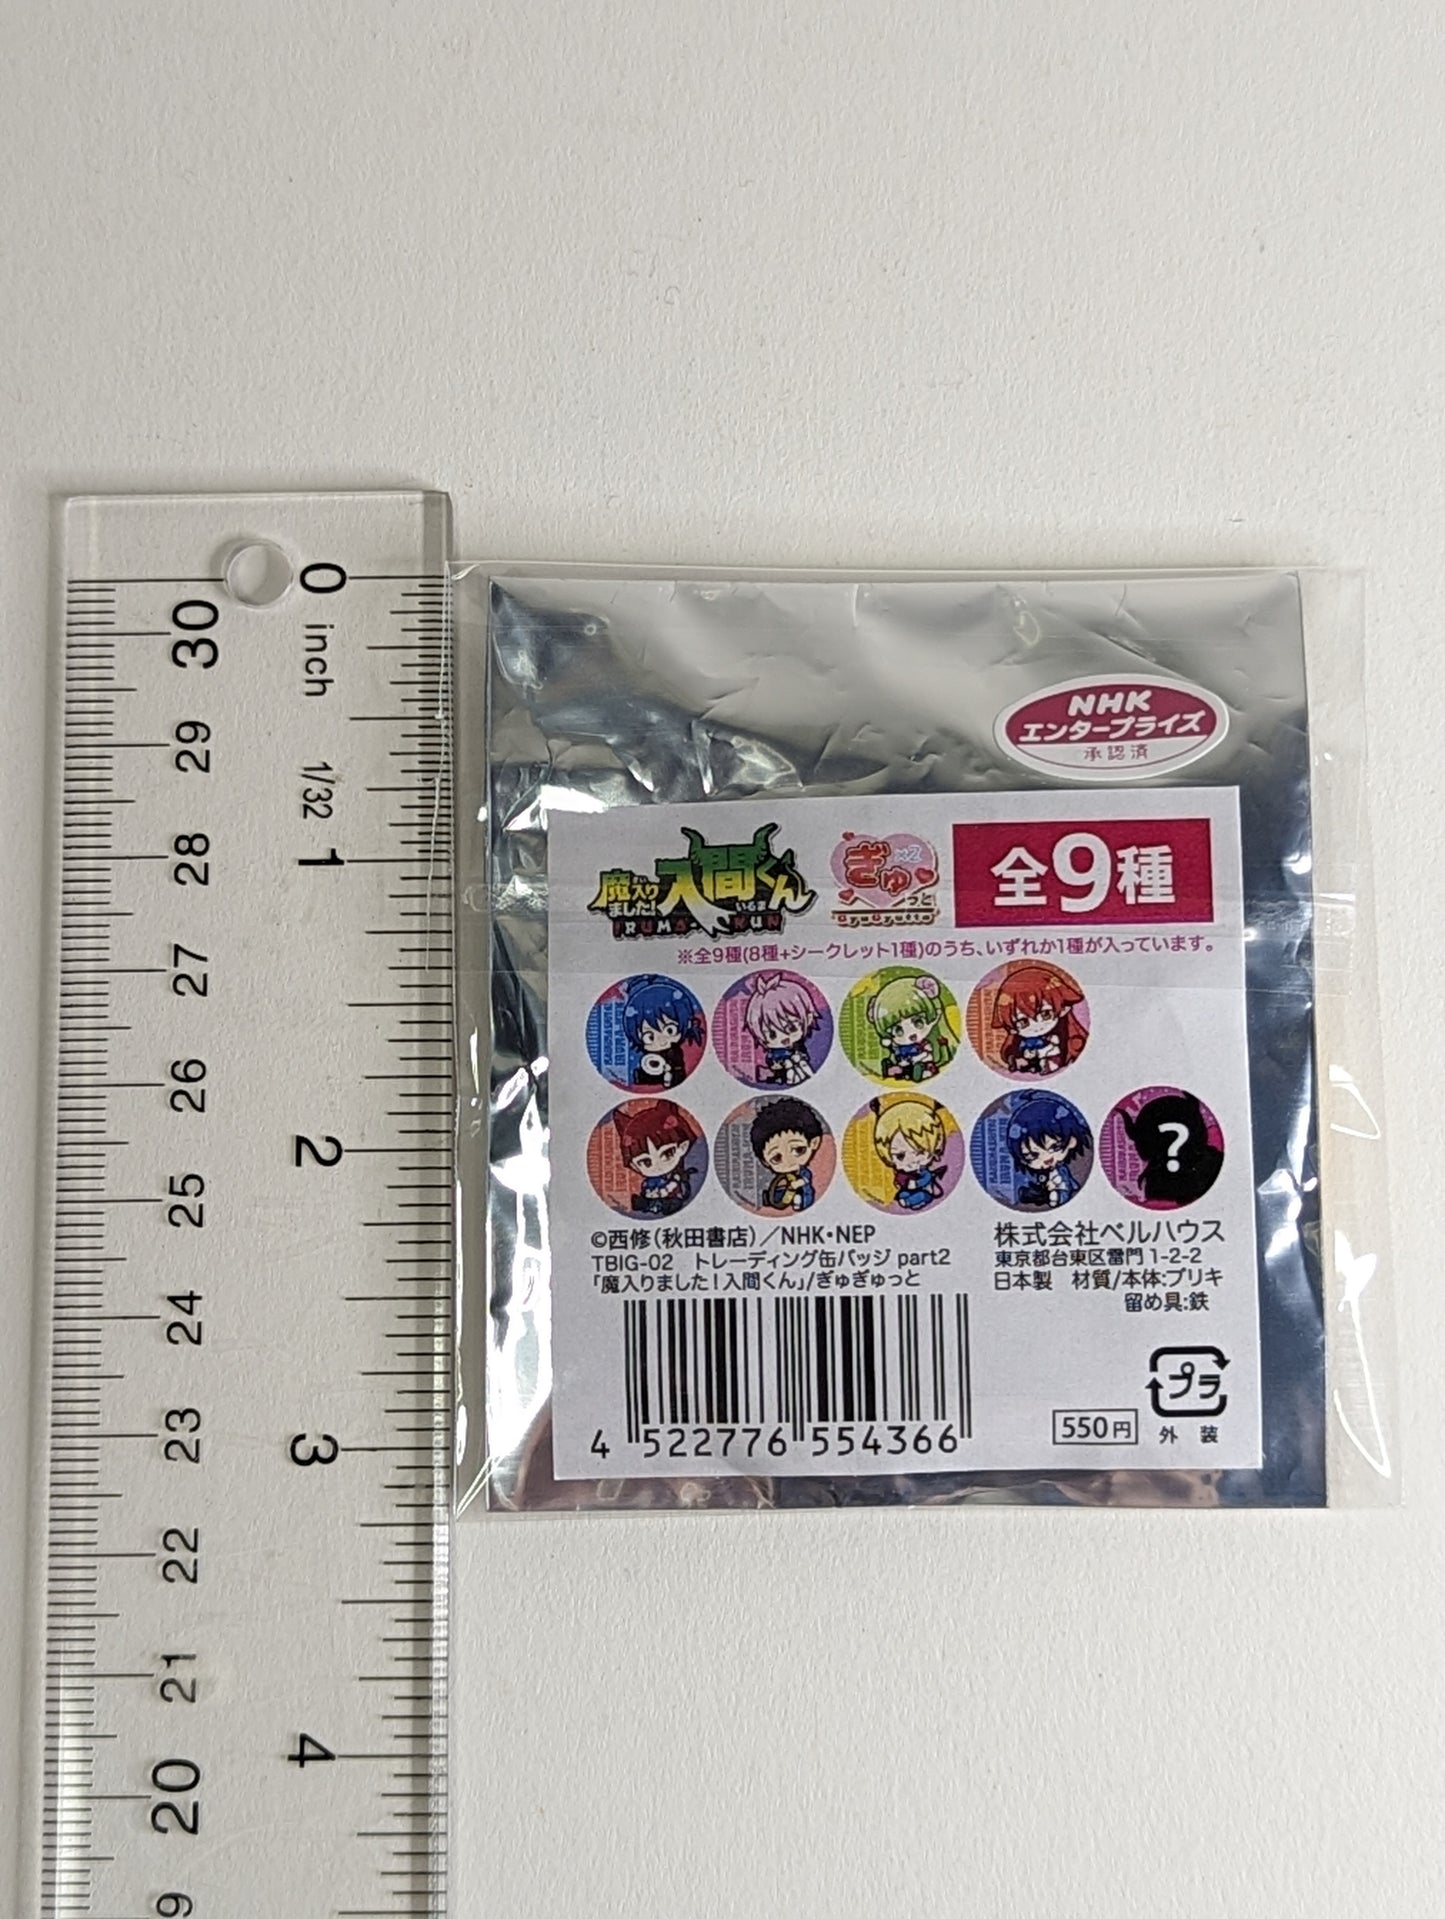 0
inch
1/32
1
2
3
4
30
29
28
27
26
25
24
23
22
21
20
9
NHK
エンタープライズ
承認済
魔入り
ました!
入間くん
いるま
IRUMA-KUN
ぎゅ
×2
っと
GyuGyutto
全9種
※全9種(8種+シークレット1種)のうち、いずれか1種が入っています。
?
©西修(秋田書店)/NHK・NEP
TBIG-02 トレーディング缶バッジ part2
「魔入りました!入間くん」/ぎゅぎゅっと
株式会社ベルハウス
東京都台東区雷門 1-2-2
日本製 材質/本体:ブリキ
留め具:鉄
4 522776 554366
550円
プラ
外 装